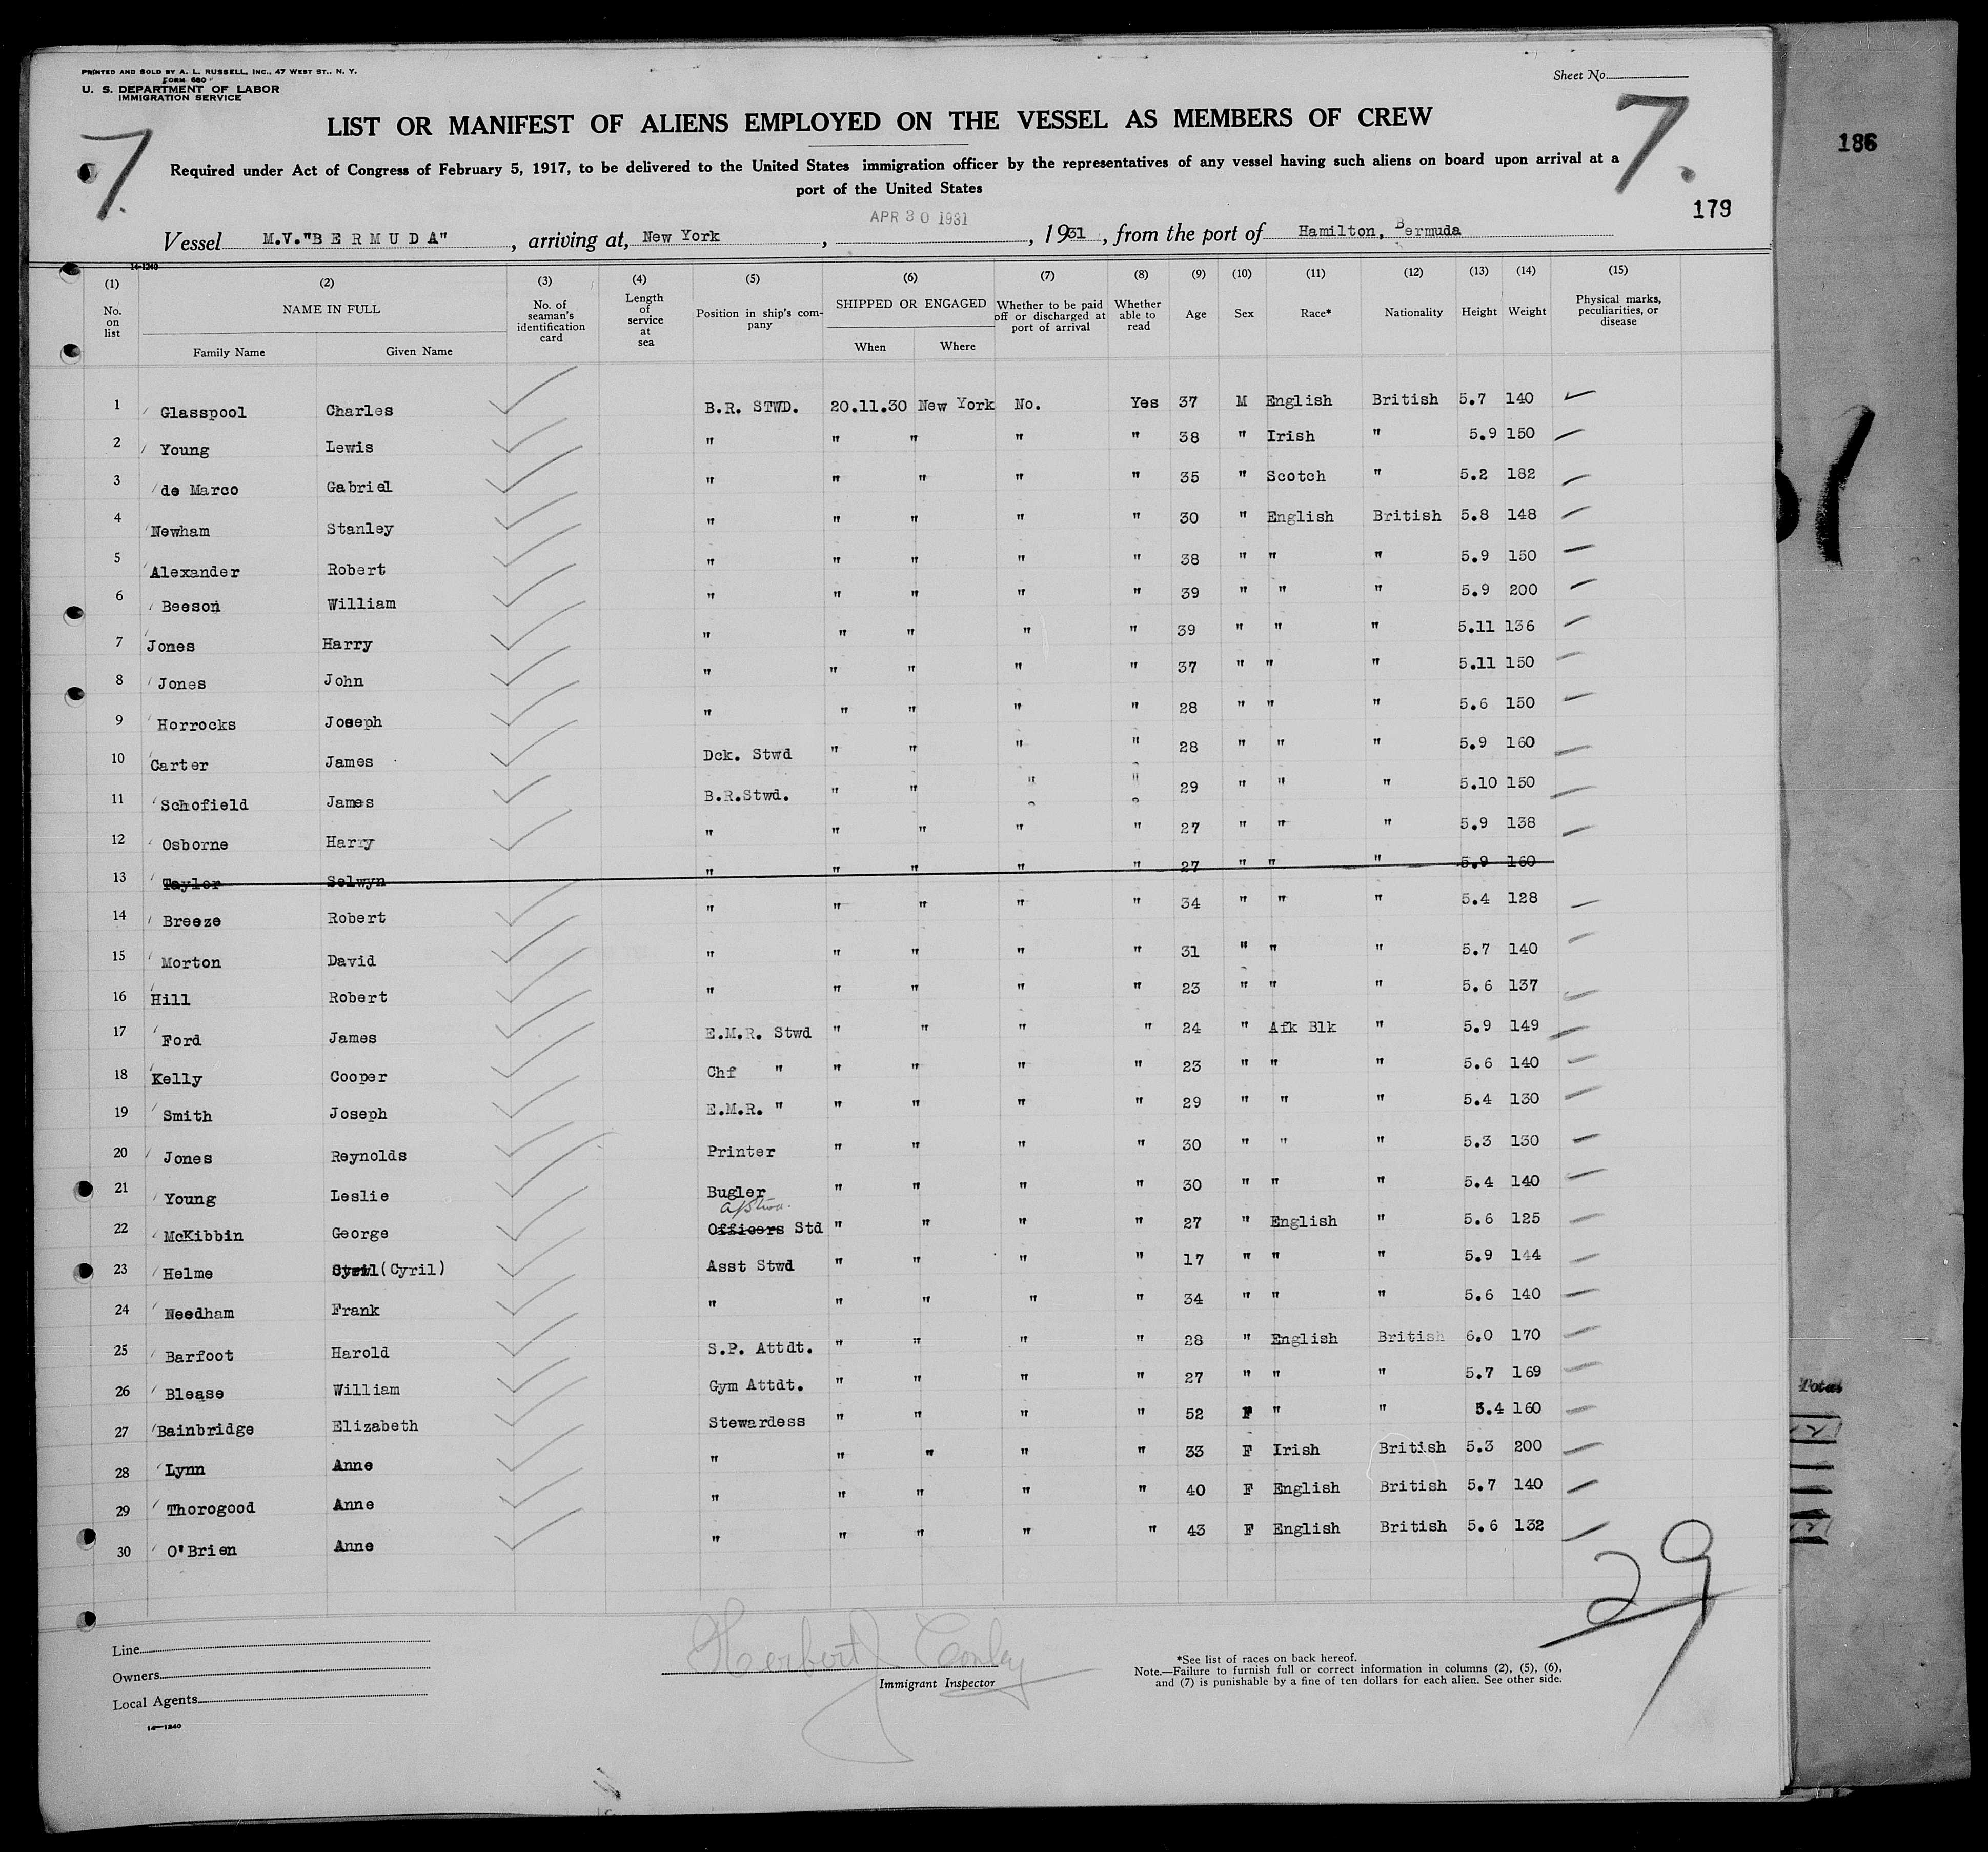 PRINTED AND SOLD BY A. L. RUSSELL, INC., 47 WEST ST., N. Y.
FORM 680
U. S. DEPARTMENT OF LABOR
IMMIGRATION SERVICE
Sheet No.
7.
7.
186
179
LIST OR MANIFEST OF ALIENS EMPLOYED ON THE VESSEL AS MEMBERS OF CREW
Required under Act of Congress of February 5, 1917, to be delivered to the United States immigration officer by the representatives of any vessel having such aliens on board upon arrival at a
port of the United States
APR 30 1931
Vessel M.V."BERMUDA", arriving at, New York, , 1931, from the port of Hamilton, Bermuda
14-1240
(1) (2) (3) (4) (5) (6) (7) (8) (9) (10) (11) (12) (13) (14) (15)
No. on list NAME IN FULL Family Name Given Name No. of seaman's identification card Length of service at sea Position in ship's company SHIPPED OR ENGAGED When Where Whether to be paid off or discharged at port of arrival Whether able to read Age Sex Race* Nationality Height Weight Physical marks, peculiarities, or disease
1 Glasspool Charles B.R. STWD. 20.11.30 New York No. Yes 37 M English British 5.7 140
2 Young Lewis " " " " " 38 " Irish " 5.9 150
3 de Marco Gabriel " " " " " 35 " Scotch " 5.2 182
4 Newham Stanley " " " " " 30 " English British 5.8 148
5 Alexander Robert " " " " " 38 " " " 5.9 150
6 Beeson William " " " " " 39 " " " 5.9 200
7 Jones Harry " " " " " 39 " " " 5.11 136
8 Jones John " " " " " 37 " " " 5.11 150
9 Horrocks Joseph " " " " " 28 " " " 5.6 150
10 Carter James Dck. Stwd " " " " 28 " " " 5.9 160
11 Schofield James B.R.Stwd. " " " " 29 " " " 5.10 150
12 Osborne Harry " " " " " 27 " " " 5.9 138
13 Taylor Selwyn " " " " " 27 " " " 5.9 160
14 Breeze Robert " " " " " 34 " " " 5.4 128
15 Morton David " " " " " 31 " " " 5.7 140
16 Hill Robert " " " " " 23 " " " 5.6 137
17 Ford James E.M.R. Stwd " " " " 24 " Afk Blk " 5.9 149
18 Kelly Cooper Chf " " " " " 23 " " " 5.6 140
19 Smith Joseph E.M.R. " " " " " 29 " " " 5.4 130
20 Jones Reynolds Printer " " " " 30 " " " 5.3 130
21 Young Leslie Bugler " " " " 30 " " " 5.4 140
22 McKibbin George Officers Std " " " " 27 " English " 5.6 125
23 Helme Cyril(Cyril) Asst Stwd " " " " 17 " " " 5.9 144
24 Needham Frank " " " " " 34 " " " 5.6 140
25 Barfoot Harold S.P. Attdt. " " " " 28 " English British 6.0 170
26 Blease William Gym Attdt. " " " " 27 " " " 5.7 169
27 Bainbridge Elizabeth Stewardess " " " " 52 F " " 5.4 160
28 Lynn Anne " " " " " 33 F Irish British 5.3 200
29 Thorogood Anne " " " " " 40 F English British 5.7 140
30 O'Brien Anne " " " " " 43 F English British 5.6 132
Total
29
Line
Owners
Local Agents
14—1240
Herbert J Conley
Immigrant Inspector
*See list of races on back hereof.
Note.—Failure to furnish full or correct information in columns (2), (5), (6),
and (7) is punishable by a fine of ten dollars for each alien. See other side.